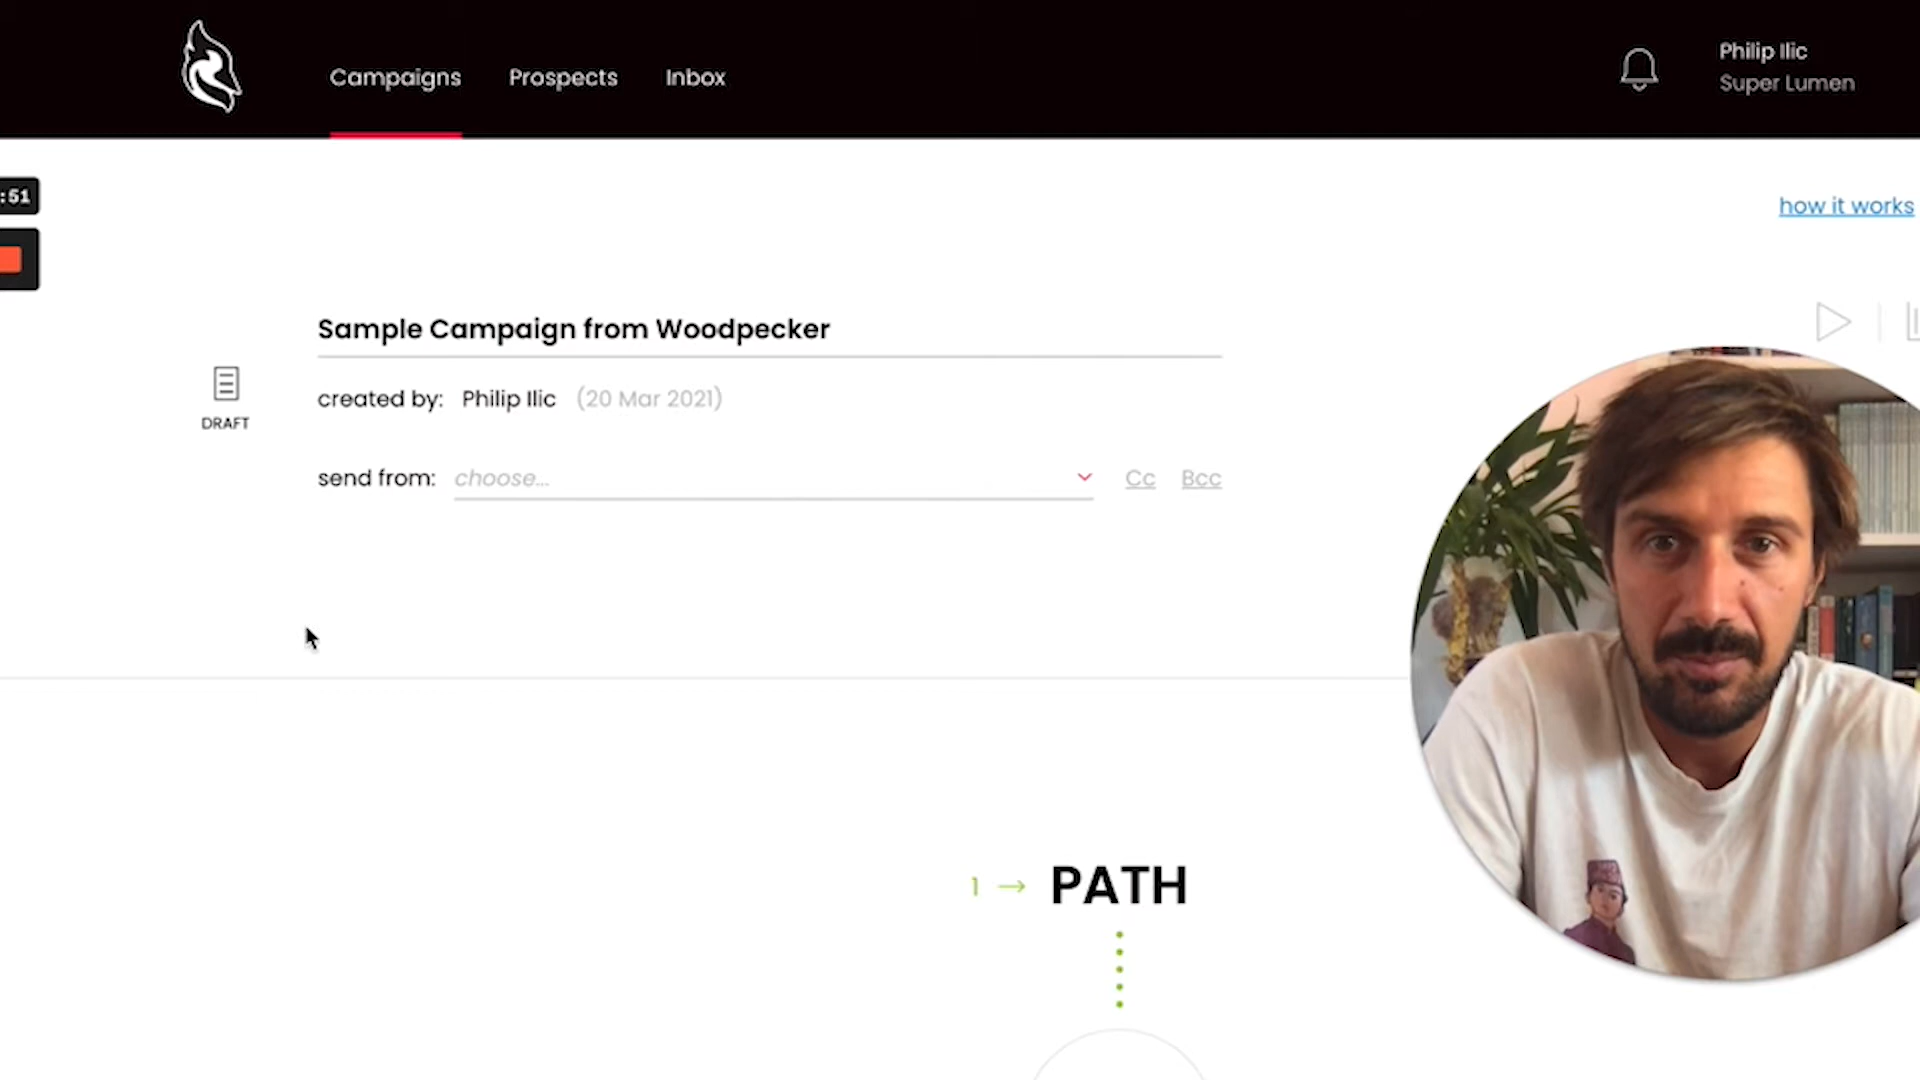 Campaigns Prospects Inbox
Philip Ilic
Super Lumen
:51
how it works
Sample Campaign from Woodpecker
created by: Philip Ilic (20 Mar 2021)
DRAFT
send from: choose... Cc Bcc
1 → PATH